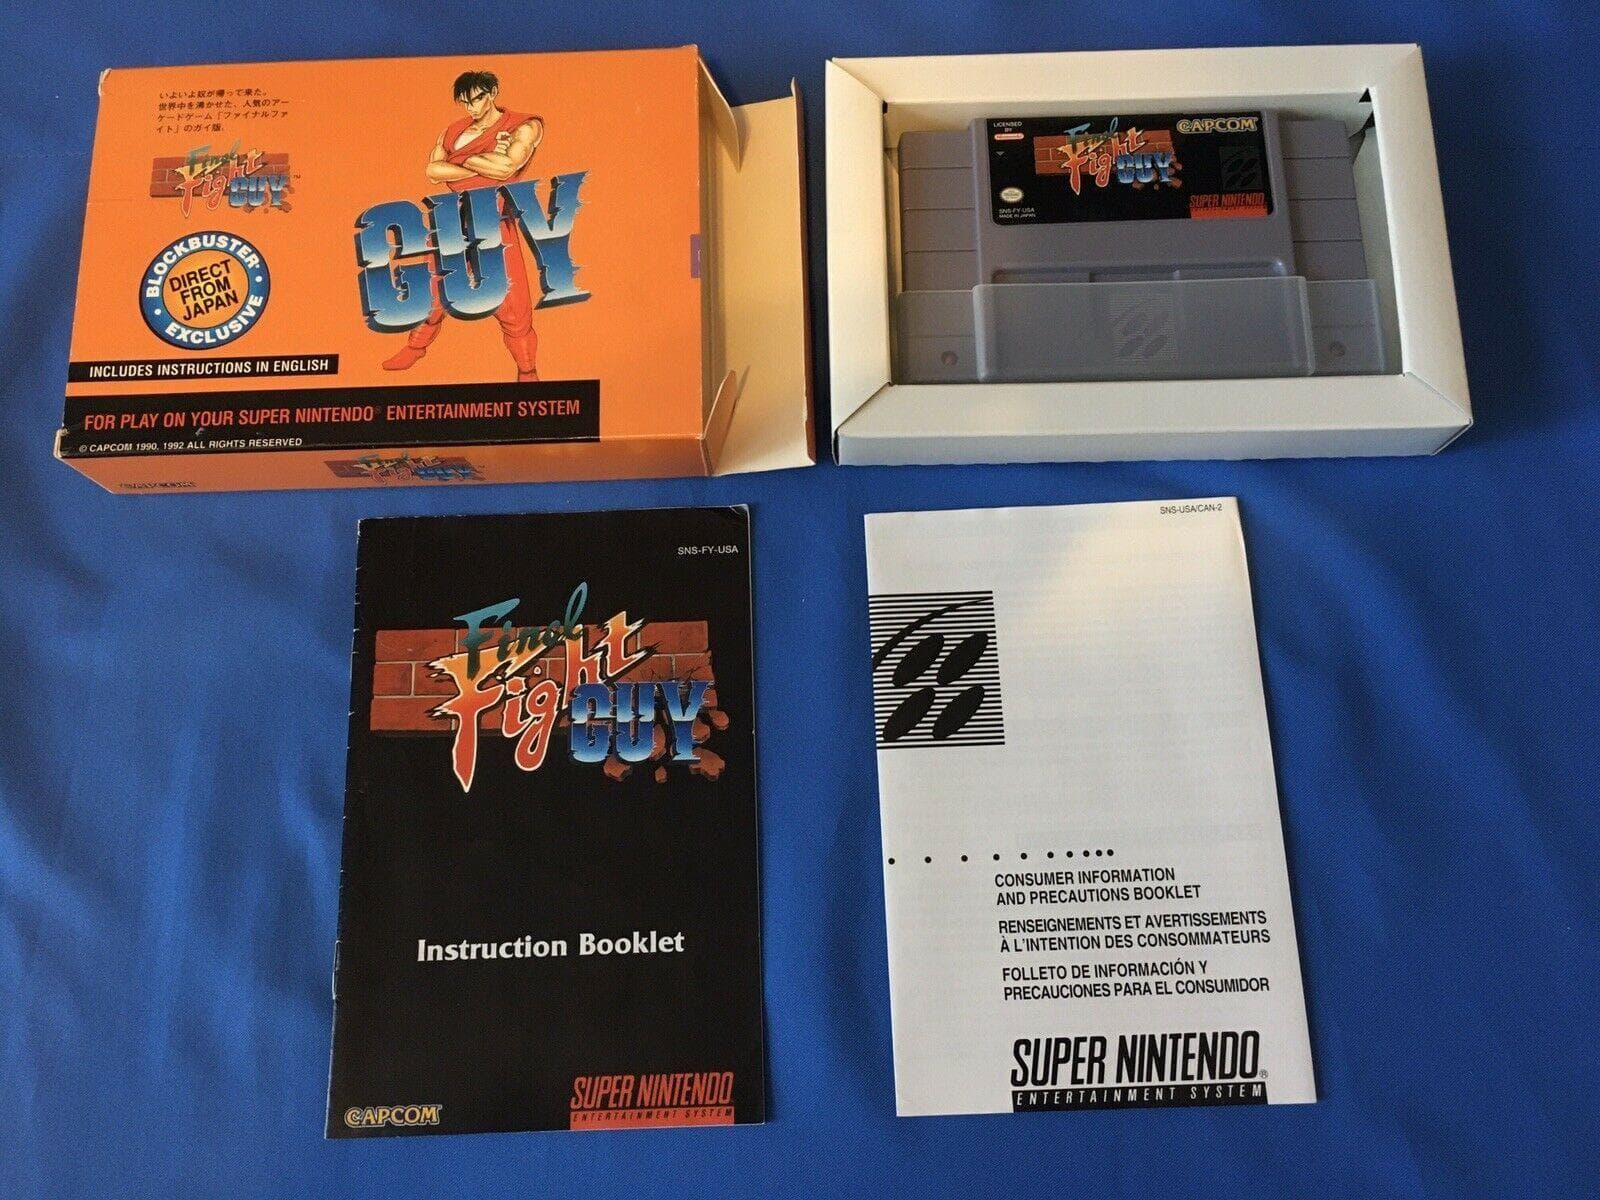 いよいよ奴が帰って来た。
世界中を沸かせた、人気のアー
ケードゲーム「ファイナルファ
イト」のガイ版。
Final
Fight
GUY™
GUY
BLOCKBUSTER®
DIRECT
FROM
JAPAN
EXCLUSIVE
INCLUDES INSTRUCTIONS IN ENGLISH
FOR PLAY ON YOUR SUPER NINTENDO® ENTERTAINMENT SYSTEM
© CAPCOM 1990, 1992 ALL RIGHTS RESERVED
CAPCOM
Final
Fight
GUY
LICENSED
BY
Nintendo
CAPCOM
Final
Fight
GUY
SNS-FY-USA
MADE IN JAPAN
SUPER NINTENDO
SNS-FY-USA
Final
Fight
GUY
Instruction Booklet
CAPCOM
SUPER NINTENDO
ENTERTAINMENT SYSTEM
SNS-USA/CAN-2
CONSUMER INFORMATION
AND PRECAUTIONS BOOKLET
RENSEIGNEMENTS ET AVERTISSEMENTS
À L'INTENTION DES CONSOMMATEURS
FOLLETO DE INFORMACIÓN Y
PRECAUCIONES PARA EL CONSUMIDOR
SUPER NINTENDO®
ENTERTAINMENT SYSTEM